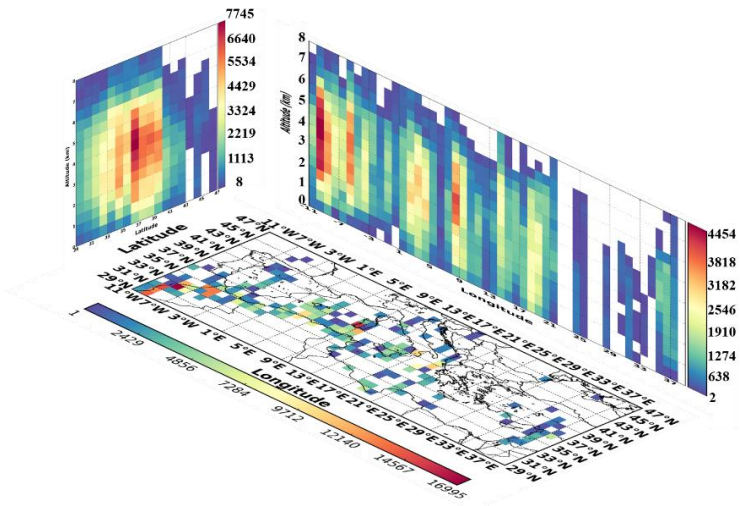 7745
6640
5534
4429
3324
2219
1113
8
Altitude (km)
Latitude
8
7
6
5
4
3
2
1
0
Altitude (km)
Longitude
4454
3818
3182
2546
1910
1274
638
2
Latitude
47°N
45°N
43°N
41°N
39°N
37°N
35°N
33°N
31°N
29°N
11°W 7°W 3°W 1°E 5°E 9°E 13°E 17°E 21°E 25°E 29°E 33°E 37°E
11°W 7°W 3°W 1°E 5°E 9°E 13°E 17°E 21°E 25°E 29°E 33°E 37°E
47°N
45°N
43°N
41°N
39°N
37°N
35°N
33°N
31°N
29°N
Longitude
1
2429
4856
7284
9712
12140
14567
16995